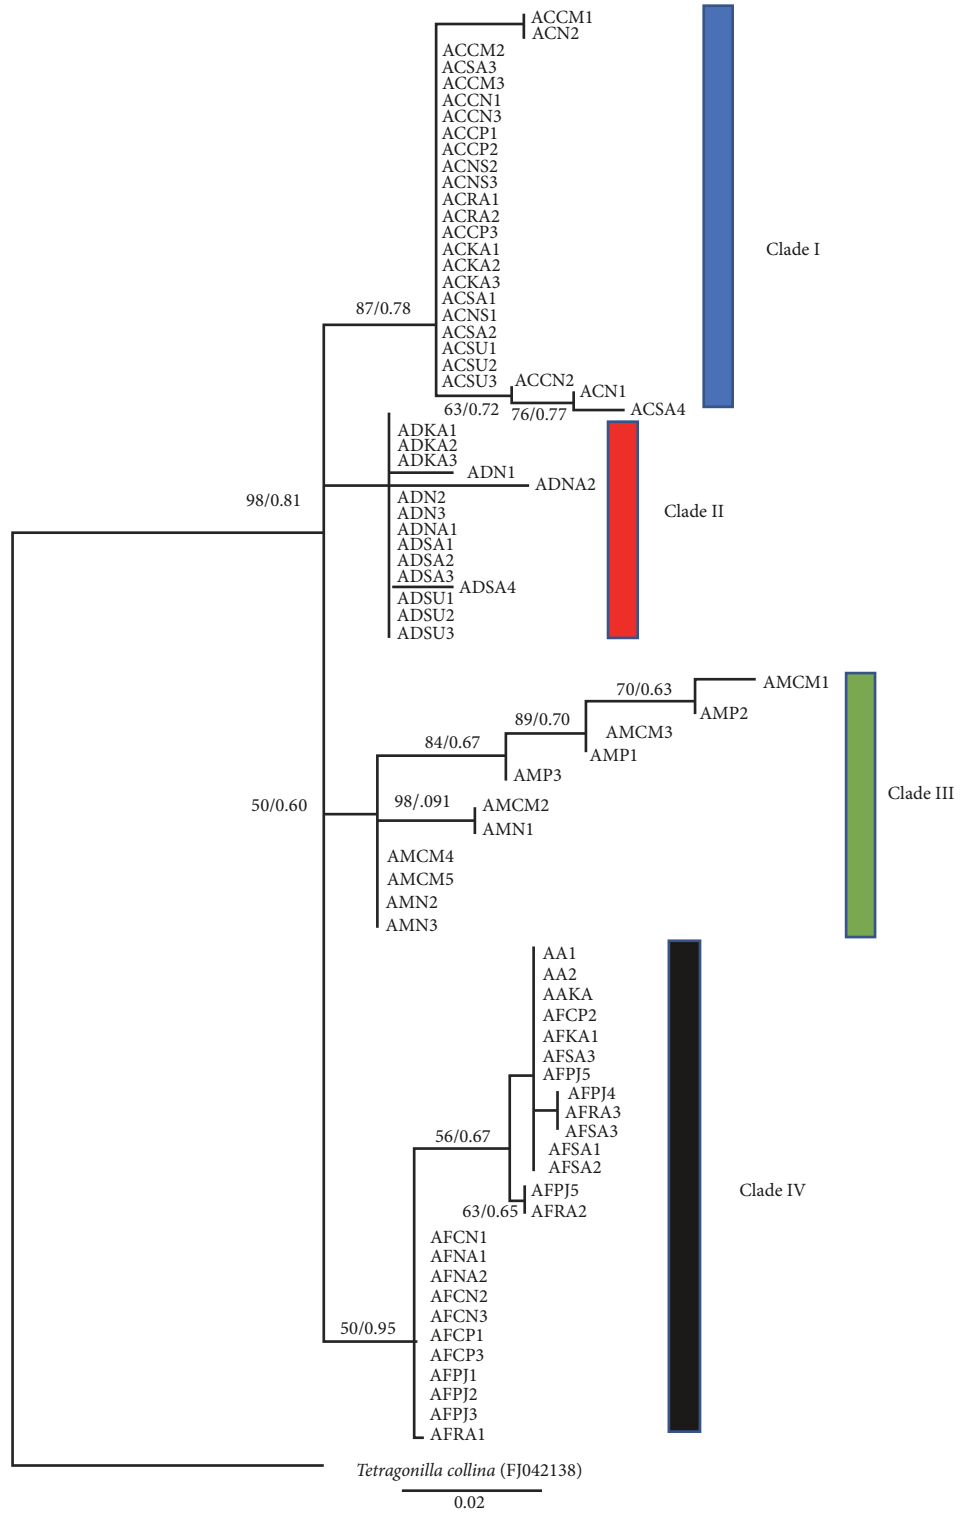 ACCM1
ACN2
ACCM2
ACSA3
ACCM3
ACCN1
ACCN3
ACCP1
ACCP2
ACNS2
ACNS3
ACRA1
ACRA2
ACCP3
ACKA1
Clade I
ACKA2
ACKA3
ACSA1
87/0.78
ACNS1
ACSA2
ACSU1
ACSU2
ACSU3
ACCN2
ACN1
63/0.72
76/0.77
ACSA4
ADKA1
ADKA2
ADKA3
ADN1
ADNA2
98/0.81
ADN2
ADN3
Clade II
ADNA1
ADSA1
ADSA2
ADSA3
ADSA4
ADSU1
ADSU2
ADSU3
AMCM1
70/0.63
AMP2
89/0.70
AMCM3
84/0.67
AMP1
AMP3
Clade III
50/0.60
98/.091
AMCM2
AMN1
AMCM4
AMCM5
AMN2
AMN3
AA1
AA2
AAKA
AFCP2
AFKA1
AFSA3
AFPJ5
AFPJ4
AFRA3
AFSA3
56/0.67
AFSA1
AFSA2
AFPJ5
Clade IV
63/0.65
AFRA2
AFCN1
AFNA1
AFNA2
AFCN2
AFCN3
50/0.95
AFCP1
AFCP3
AFPJ1
AFPJ2
AFPJ3
AFRA1
Tetragonilla collina (FJ042138)
0.02